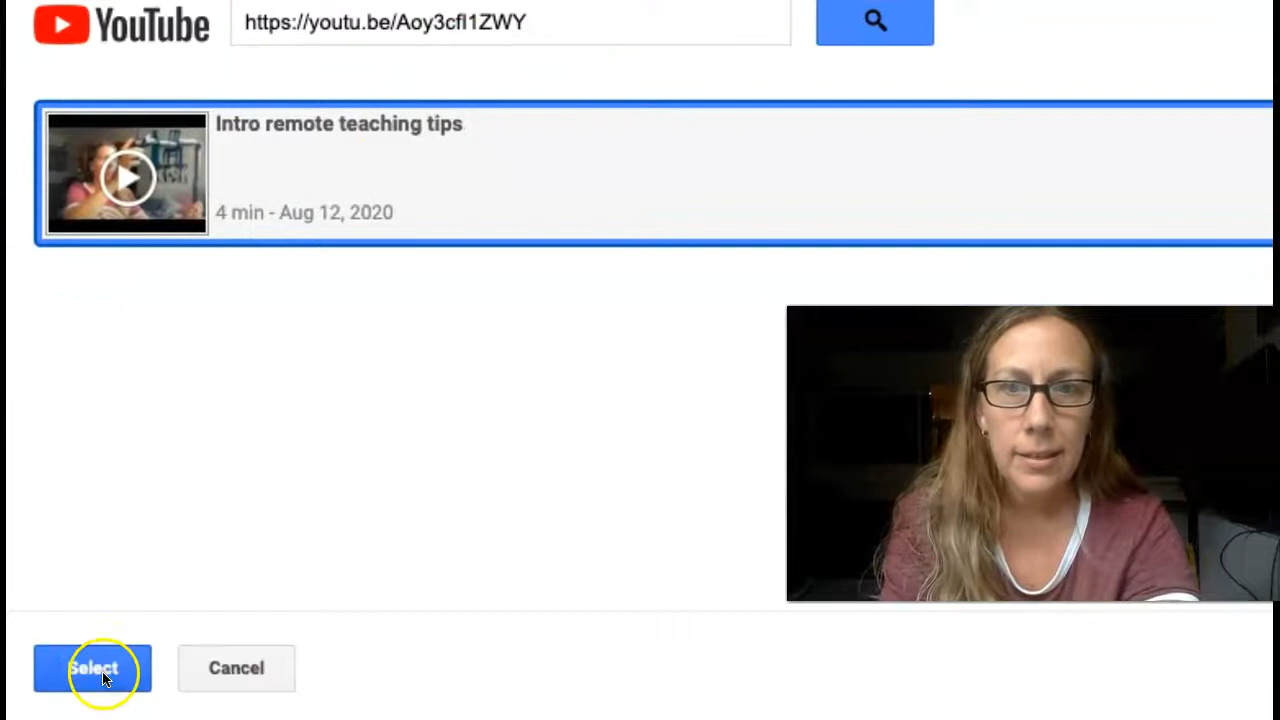 YouTube
https://youtu.be/Aoy3cfl1ZWY
Intro remote teaching tips
4 min - Aug 12, 2020
Select
Cancel